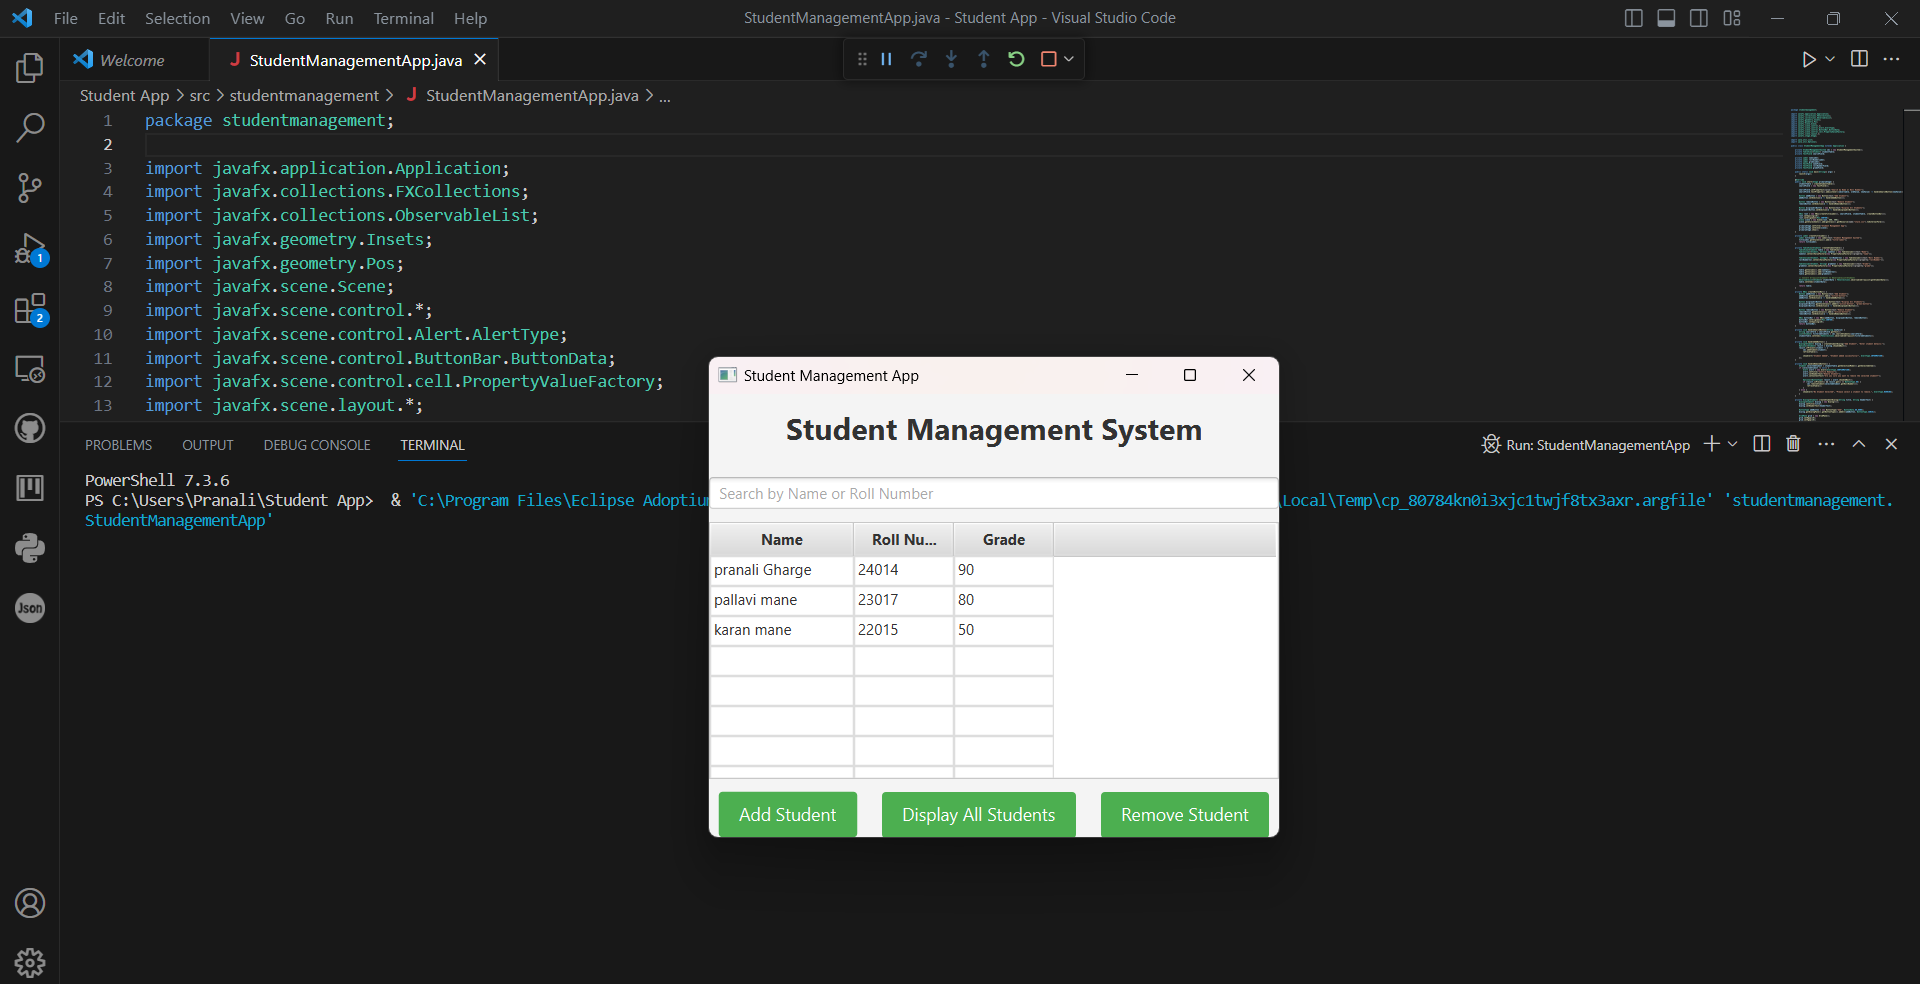 File Edit Selection View Go Run Terminal Help
StudentManagementApp.java - Student App - Visual Studio Code
Welcome
J StudentManagementApp.java
Student App > src > studentmanagement > J StudentManagementApp.java > ...
1 package studentmanagement;
2
3 import javafx.application.Application;
4 import javafx.collections.FXCollections;
5 import javafx.collections.ObservableList;
6 import javafx.geometry.Insets;
7 import javafx.geometry.Pos;
8 import javafx.scene.Scene;
9 import javafx.scene.control.*;
10 import javafx.scene.control.Alert.AlertType;
11 import javafx.scene.control.ButtonBar.ButtonData;
12 import javafx.scene.control.cell.PropertyValueFactory;
13 import javafx.scene.layout.*;
1
2
Json
PROBLEMS OUTPUT DEBUG CONSOLE TERMINAL
Run: StudentManagementApp
PowerShell 7.3.6
PS C:\Users\Pranali\Student App> & 'C:\Program Files\Eclipse Adoptiu
\Local\Temp\cp_80784kn0i3xjc1twjf8tx3axr.argfile' 'studentmanagement.
StudentManagementApp'
Student Management App
Student Management System
Search by Name or Roll Number
Name Roll Nu... Grade
pranali Gharge 24014 90
pallavi mane 23017 80
karan mane 22015 50
Add Student Display All Students Remove Student